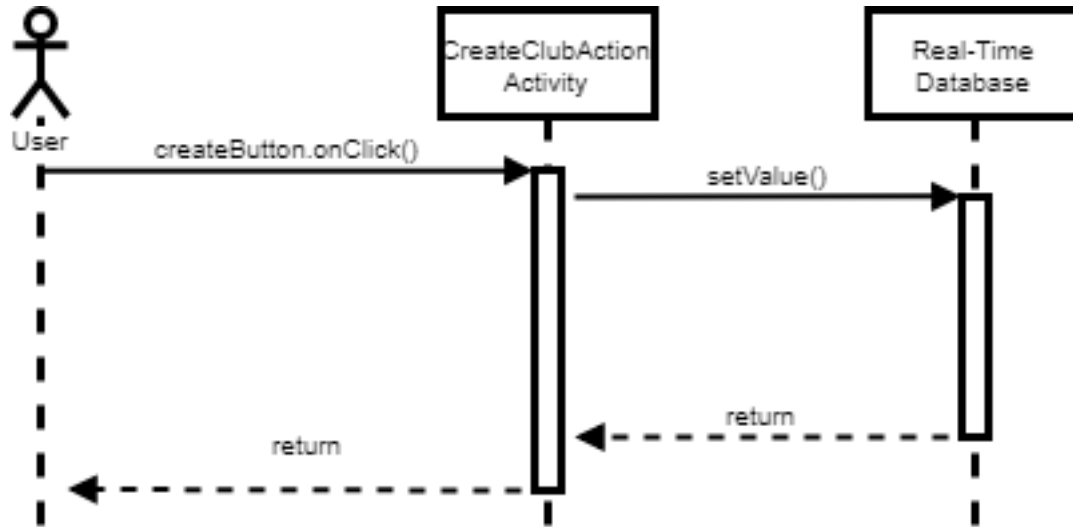 CreateClubAction
Activity
Real-Time
Database
User
createButton.onClick()
setValue()
return
return